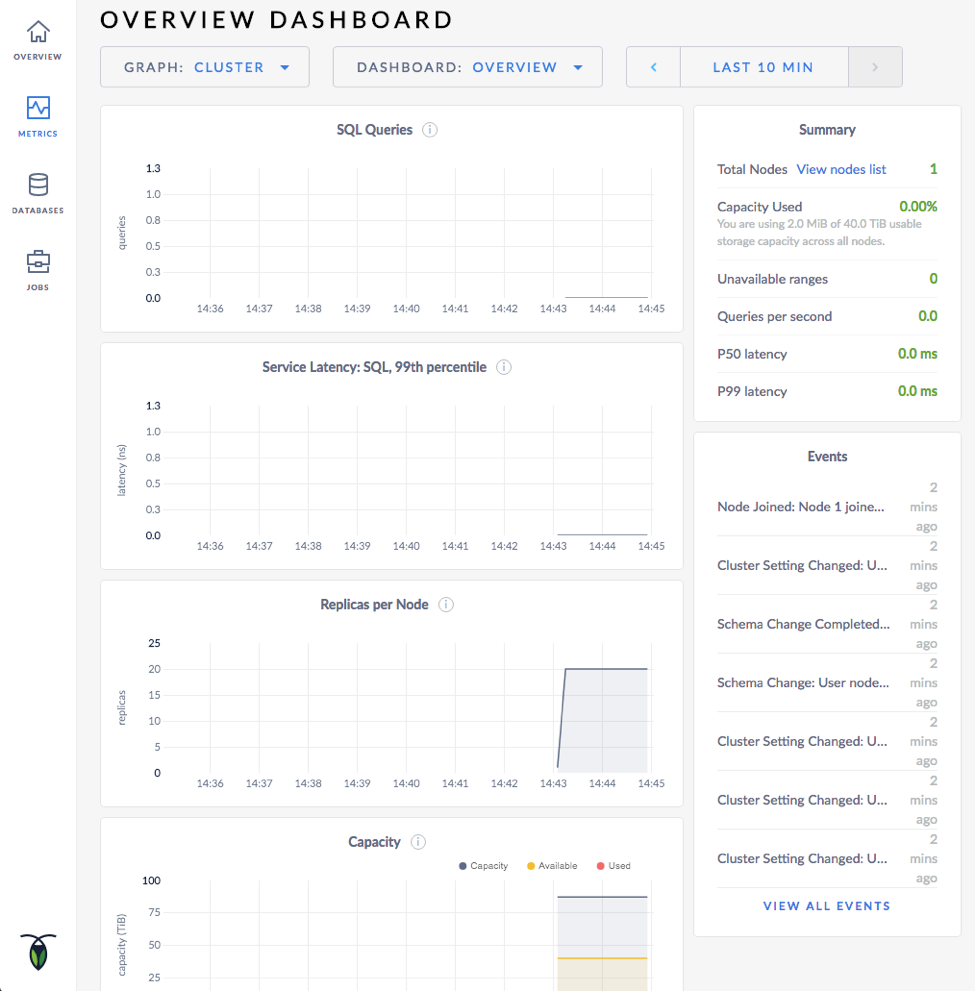 OVERVIEW DASHBOARD
OVERVIEW
METRICS
DATABASES
JOBS
GRAPH: CLUSTER
DASHBOARD: OVERVIEW
LAST 10 MIN
SQL Queries
queries
1.3
1.0
0.8
0.5
0.3
0.0
14:36 14:37 14:38 14:39 14:40 14:41 14:42 14:43 14:44 14:45
Service Latency: SQL, 99th percentile
latency (ns)
1.3
1.0
0.8
0.5
0.3
0.0
14:36 14:37 14:38 14:39 14:40 14:41 14:42 14:43 14:44 14:45
Replicas per Node
replicas
25
20
15
10
5
0
14:36 14:37 14:38 14:39 14:40 14:41 14:42 14:43 14:44 14:45
Capacity
Capacity Available Used
capacity (TiB)
100
75
50
25
Summary
Total Nodes View nodes list 1
Capacity Used 0.00%
You are using 2.0 MiB of 40.0 TiB usable
storage capacity across all nodes.
Unavailable ranges 0
Queries per second 0.0
P50 latency 0.0 ms
P99 latency 0.0 ms
Events
Node Joined: Node 1 joine... 2
mins
ago
Cluster Setting Changed: U... 2
mins
ago
Schema Change Completed... 2
mins
ago
Schema Change: User node... 2
mins
ago
Cluster Setting Changed: U... 2
mins
ago
Cluster Setting Changed: U... 2
mins
ago
Cluster Setting Changed: U... 2
mins
ago
VIEW ALL EVENTS